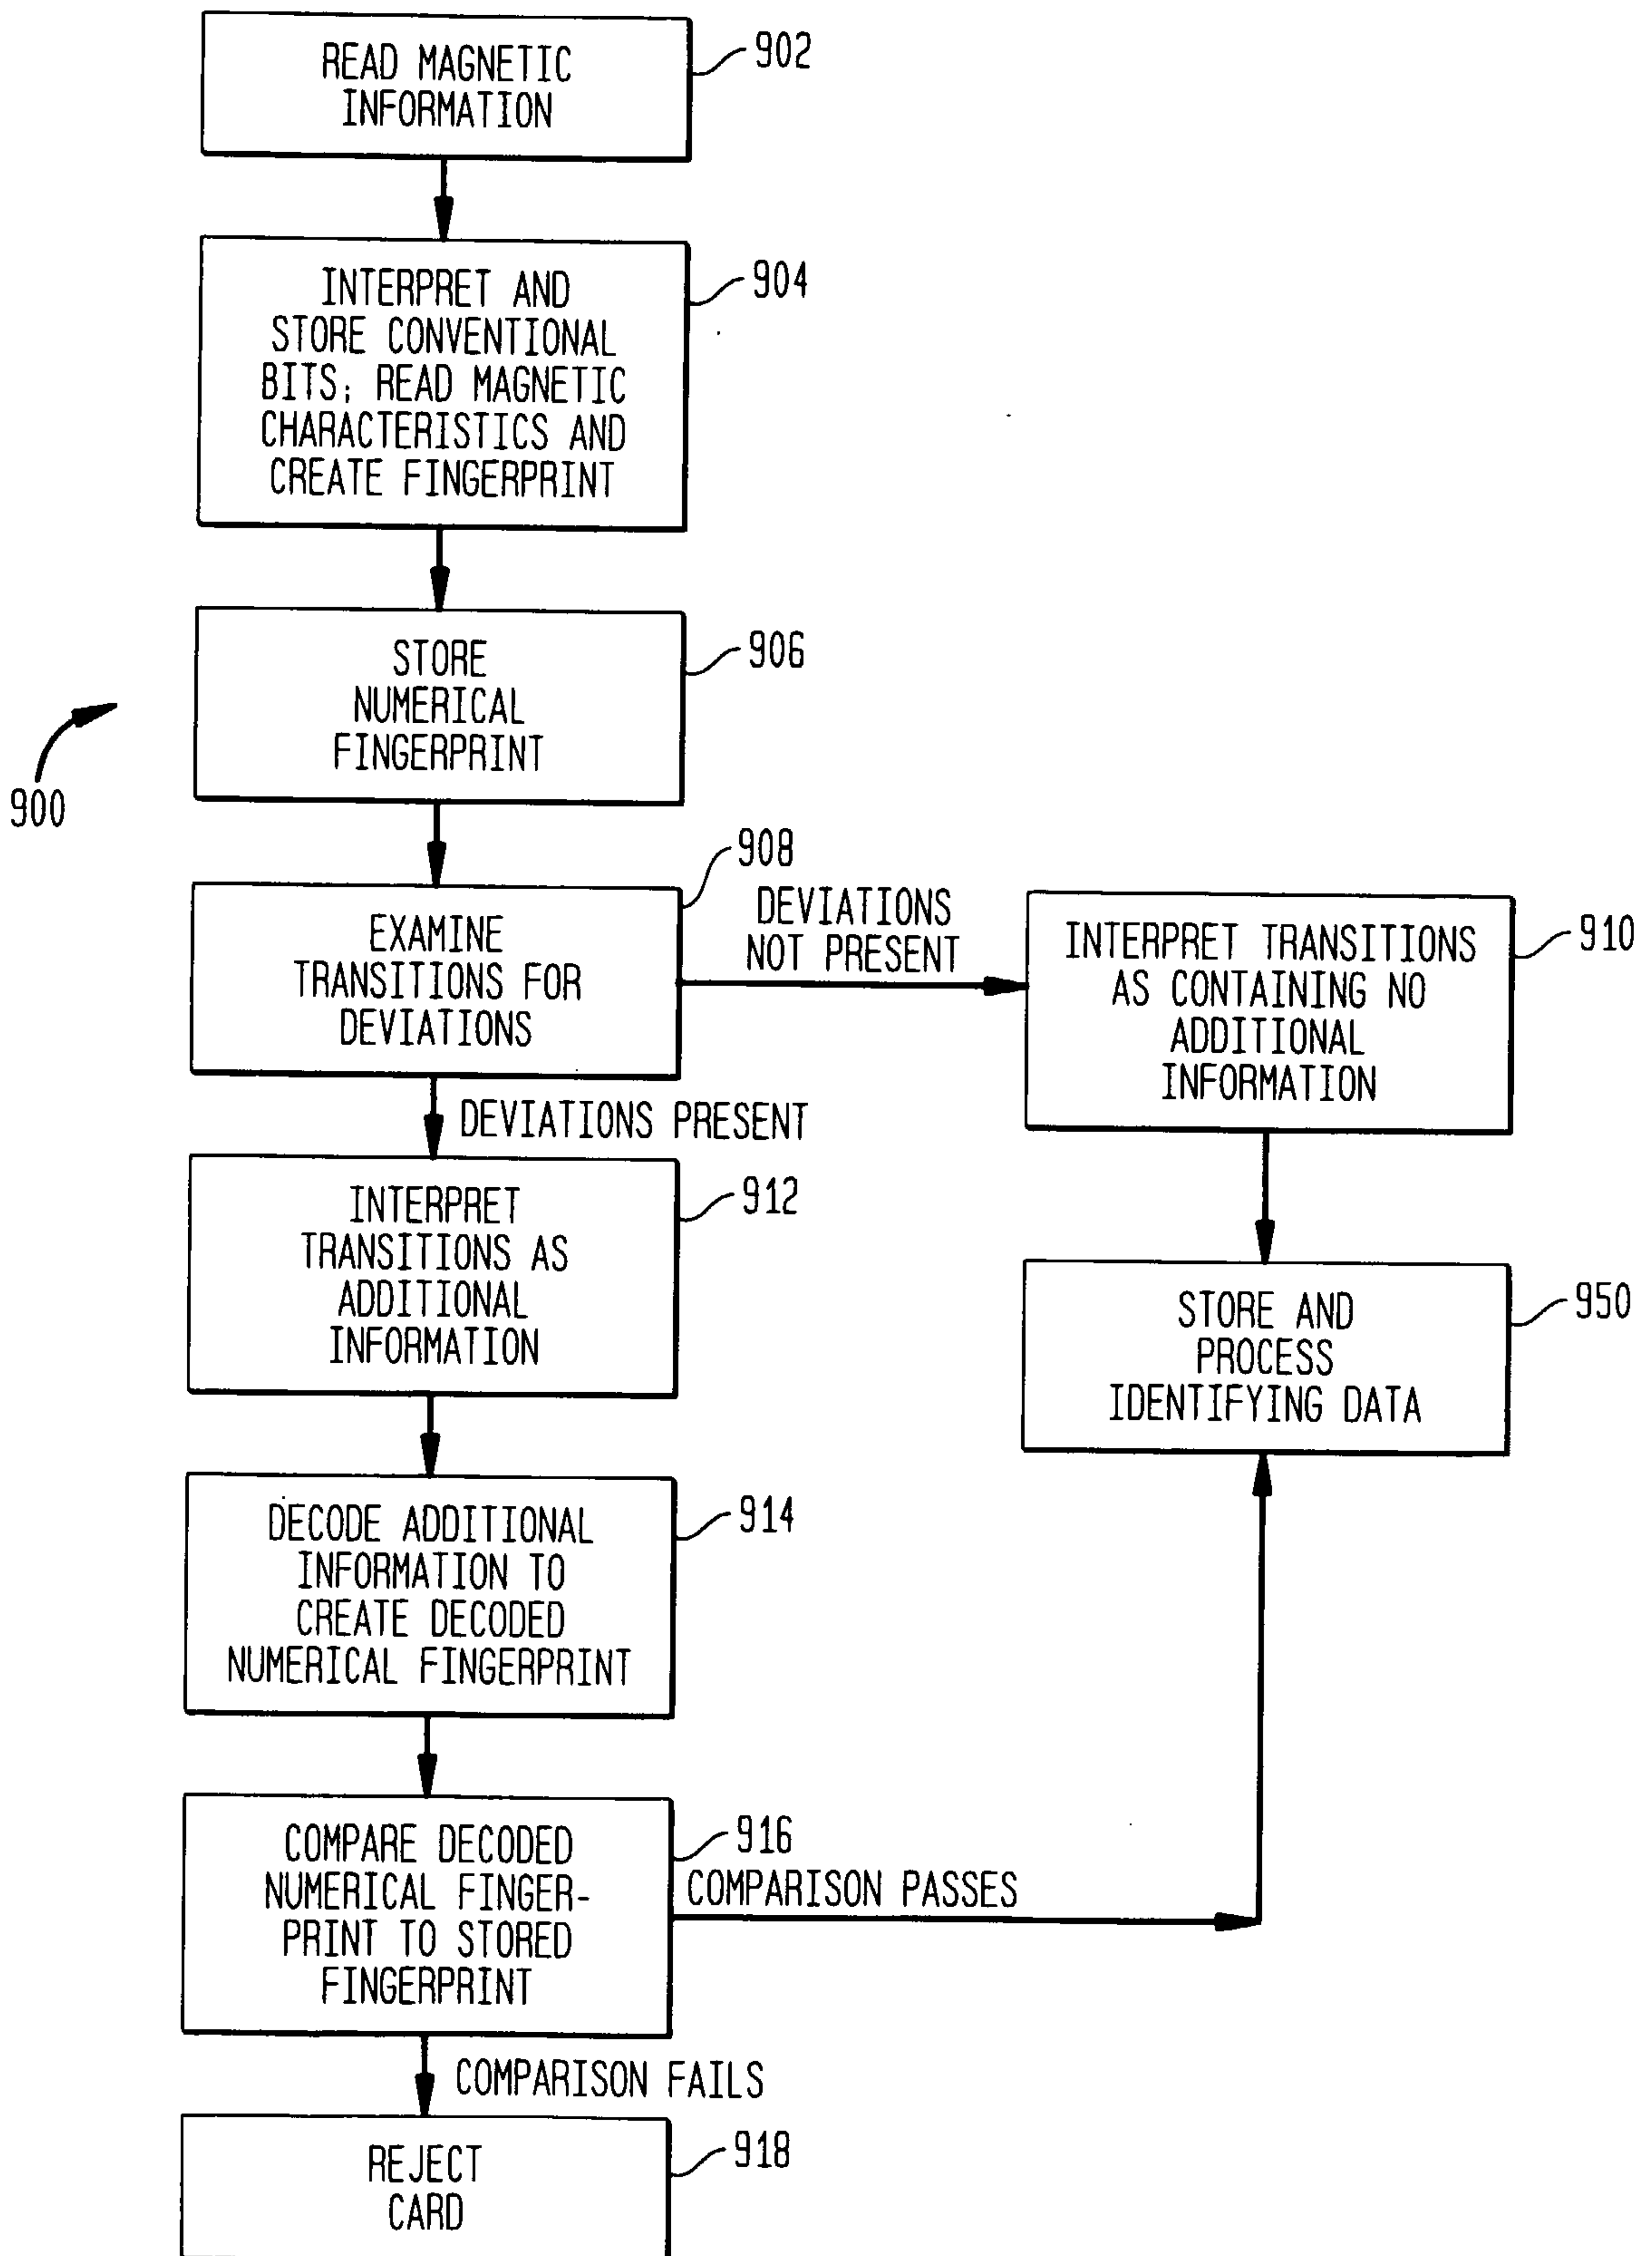 READ MAGNETIC
INFORMATION
902
INTERPRET AND
STORE CONVENTIONAL
BITS; READ MAGNETIC
CHARACTERISTICS AND
CREATE FINGERPRINT
904
STORE
NUMERICAL
FINGERPRINT
906
900
EXAMINE
TRANSITIONS FOR
DEVIATIONS
908
DEVIATIONS
NOT PRESENT
INTERPRET TRANSITIONS
AS CONTAINING NO
ADDITIONAL
INFORMATION
910
DEVIATIONS PRESENT
INTERPRET
TRANSITIONS AS
ADDITIONAL
INFORMATION
912
STORE AND
PROCESS
IDENTIFYING DATA
950
DECODE ADDITIONAL
INFORMATION TO
CREATE DECODED
NUMERICAL FINGERPRINT
914
COMPARE DECODED
NUMERICAL FINGER-
PRINT TO STORED
FINGERPRINT
916
COMPARISON PASSES
COMPARISON FAILS
REJECT
CARD
918